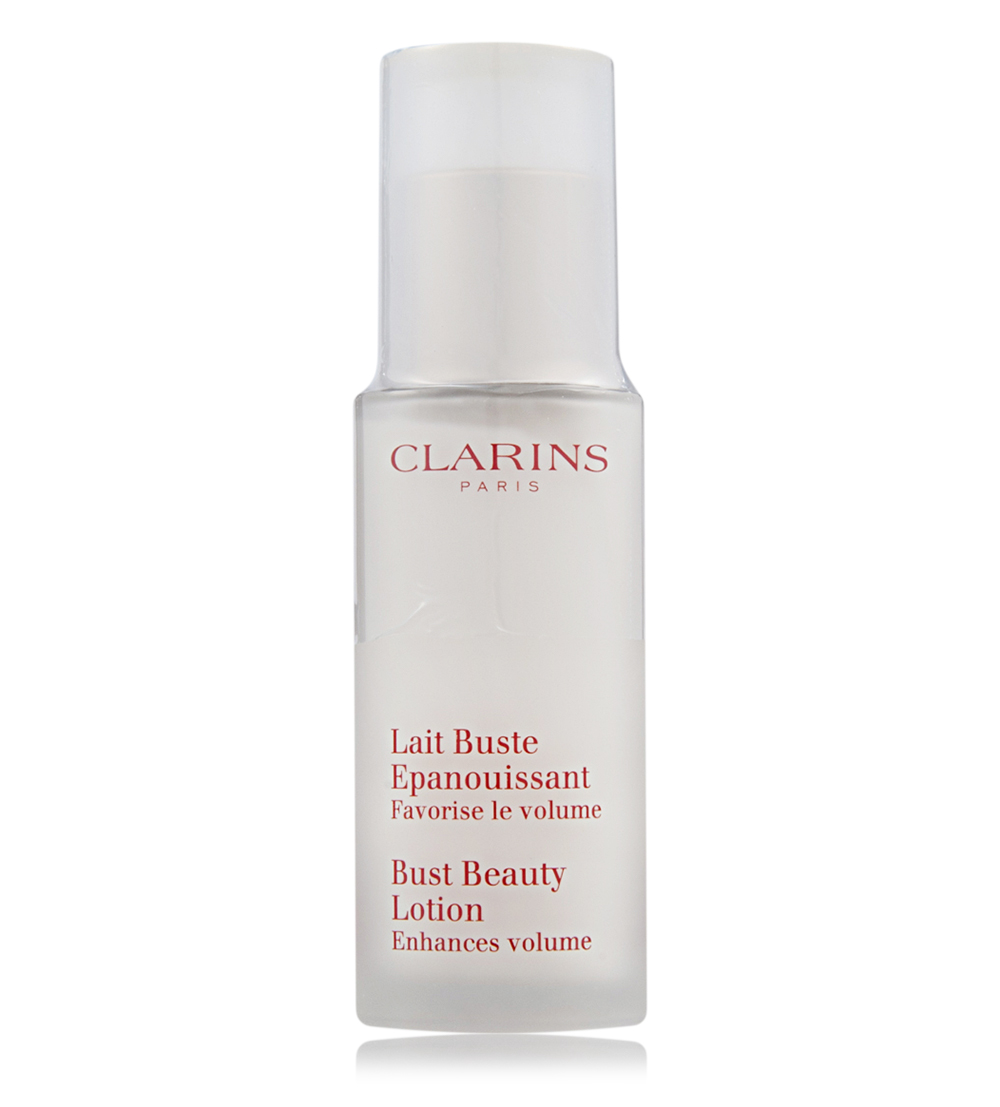 CLARINS
PARIS
Lait Buste
Epanouissant
Favorise le volume
Bust Beauty
Lotion
Enhances volume